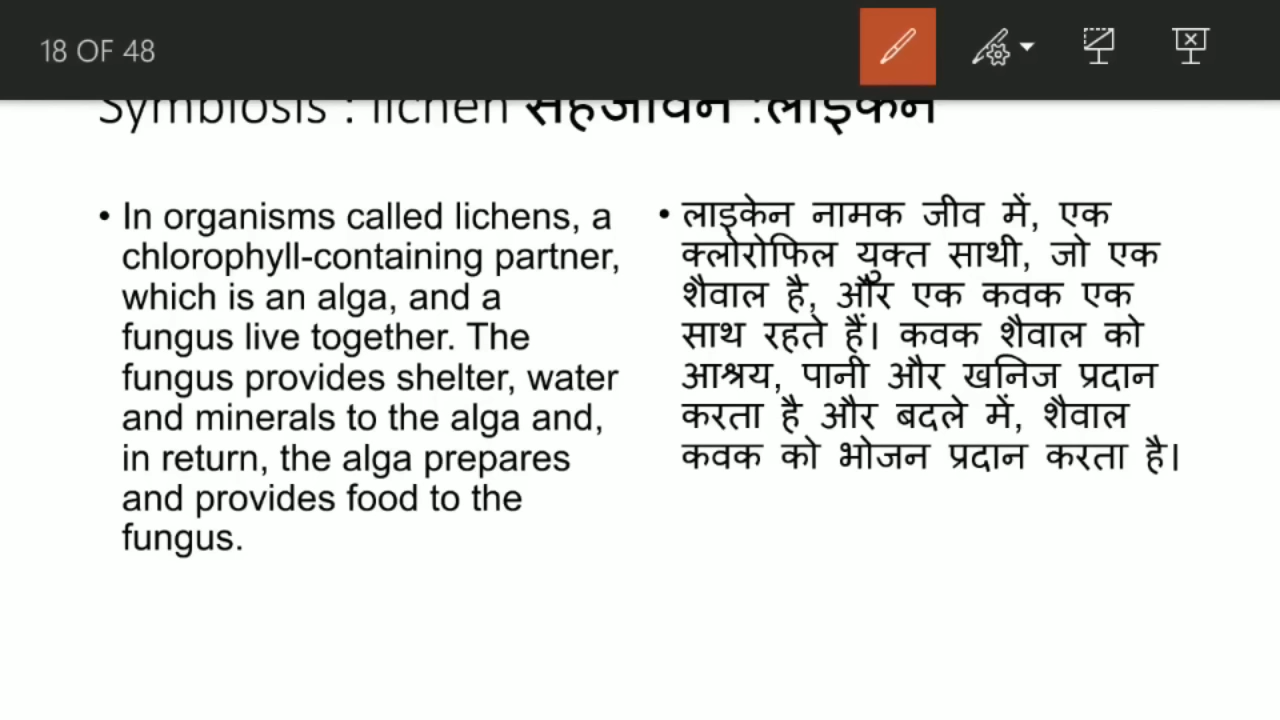 18 OF 48
Symbiosis : lichen सहजीवन :लाइकेन
• In organisms called lichens, a
chlorophyll-containing partner,
which is an alga, and a
fungus live together. The
fungus provides shelter, water
and minerals to the alga and,
in return, the alga prepares
and provides food to the
fungus.
• लाइकेन नामक जीव में, एक
क्लोरोफिल युक्त साथी, जो एक
शैवाल है, और एक कवक एक
साथ रहते हैं। कवक शैवाल को
आश्रय, पानी और खनिज प्रदान
करता है और बदले में, शैवाल
कवक को भोजन प्रदान करता है।